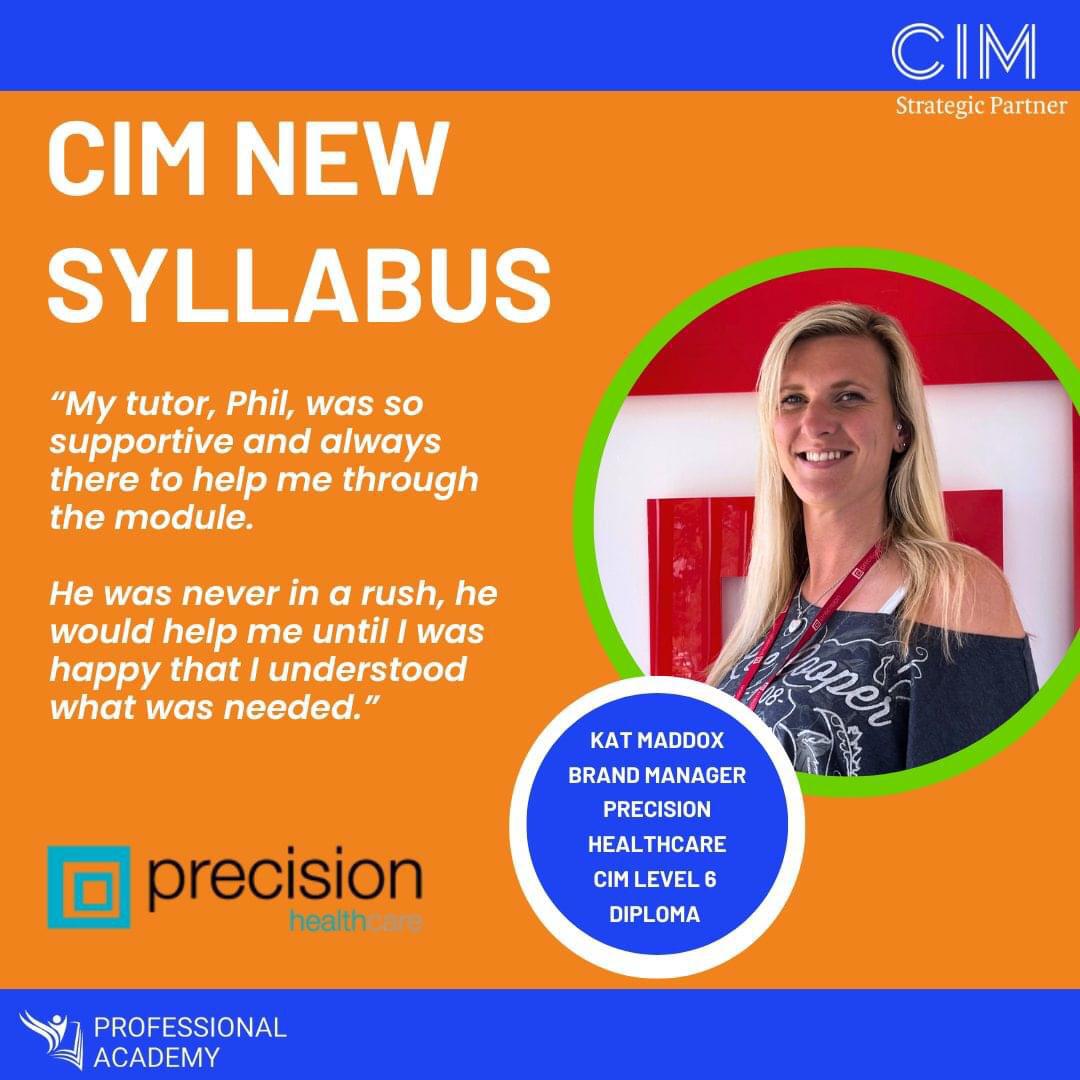 CIM
Strategic Partner
CIM NEW
SYLLABUS
“My tutor, Phil, was so
supportive and always
there to help me through
the module.
He was never in a rush, he
would help me until I was
happy that I understood
what was needed.”
KAT MADDOX
BRAND MANAGER
PRECISION
HEALTHCARE
CIM LEVEL 6
DIPLOMA
precision
healthcare
PROFESSIONAL
ACADEMY